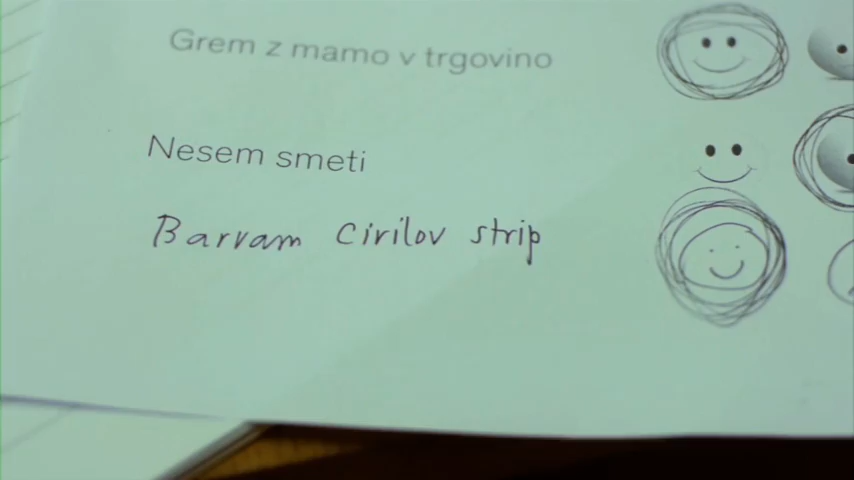 Grem z mamo v trgovino
Nesem smeti
Barvam Cirilov strip